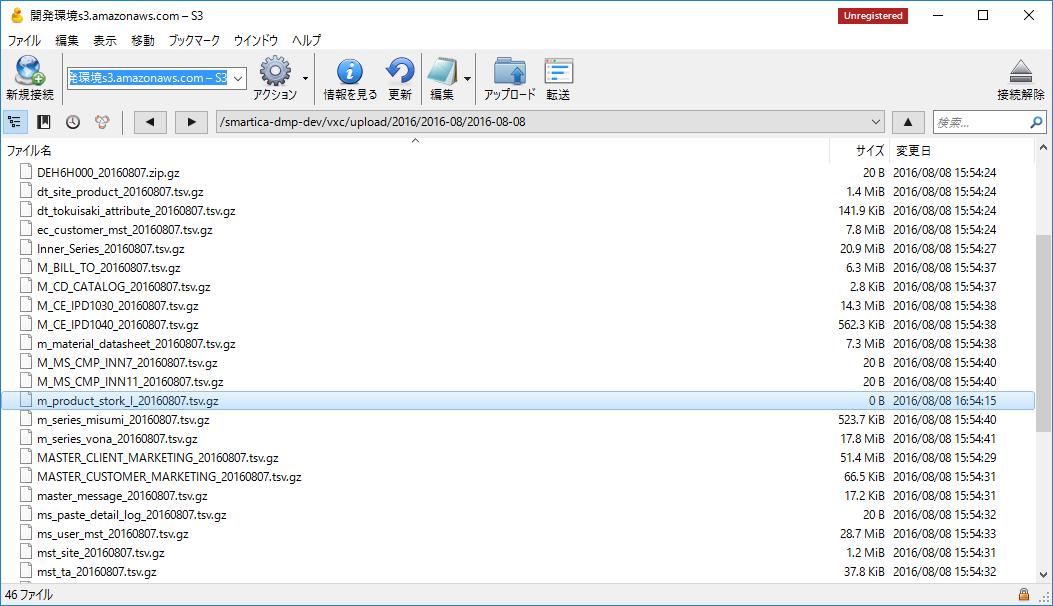 開発環境s3.amazonaws.com – S3 Unregistered
ファイル 編集 表示 移動 ブックマーク ウインドウ ヘルプ
発環境s3.amazonaws.com – S3
新規接続 アクション 情報を見る 更新 編集 アップロード 転送 接続解除
/smartica-dmp-dev/vxc/upload/2016/2016-08/2016-08-08 検索...
ファイル名 サイズ 変更日
DEH6H000_20160807.zip.gz 20 B 2016/08/08 15:54:24
dt_site_product_20160807.tsv.gz 1.4 MiB 2016/08/08 15:54:24
dt_tokuisaki_attribute_20160807.tsv.gz 141.9 KiB 2016/08/08 15:54:24
ec_customer_mst_20160807.tsv.gz 7.8 MiB 2016/08/08 15:54:24
Inner_Series_20160807.tsv.gz 20.9 MiB 2016/08/08 15:54:27
M_BILL_TO_20160807.tsv.gz 6.3 MiB 2016/08/08 15:54:37
M_CD_CATALOG_20160807.tsv.gz 2.8 KiB 2016/08/08 15:54:37
M_CE_IPD1030_20160807.tsv.gz 14.3 MiB 2016/08/08 15:54:38
M_CE_IPD1040_20160807.tsv.gz 562.3 KiB 2016/08/08 15:54:38
m_material_datasheet_20160807.tsv.gz 7.3 MiB 2016/08/08 15:54:38
M_MS_CMP_INN7_20160807.tsv.gz 20 B 2016/08/08 15:54:40
M_MS_CMP_INN11_20160807.tsv.gz 20 B 2016/08/08 15:54:40
m_product_stork_l_20160807.tsv.gz 0 B 2016/08/08 16:54:15
m_series_misumi_20160807.tsv.gz 523.7 KiB 2016/08/08 15:54:40
m_series_vona_20160807.tsv.gz 17.8 MiB 2016/08/08 15:54:41
MASTER_CLIENT_MARKETING_20160807.tsv.gz 51.4 MiB 2016/08/08 15:54:29
MASTER_CUSTOMER_MARKETING_20160807.tsv.gz 66.5 KiB 2016/08/08 15:54:31
master_message_20160807.tsv.gz 17.2 KiB 2016/08/08 15:54:31
ms_paste_detail_log_20160807.tsv.gz 20 B 2016/08/08 15:54:32
ms_user_mst_20160807.tsv.gz 28.7 MiB 2016/08/08 15:54:33
mst_site_20160807.tsv.gz 1.2 MiB 2016/08/08 15:54:31
mst_ta_20160807.tsv.gz 37.8 KiB 2016/08/08 15:54:32
46 ファイル